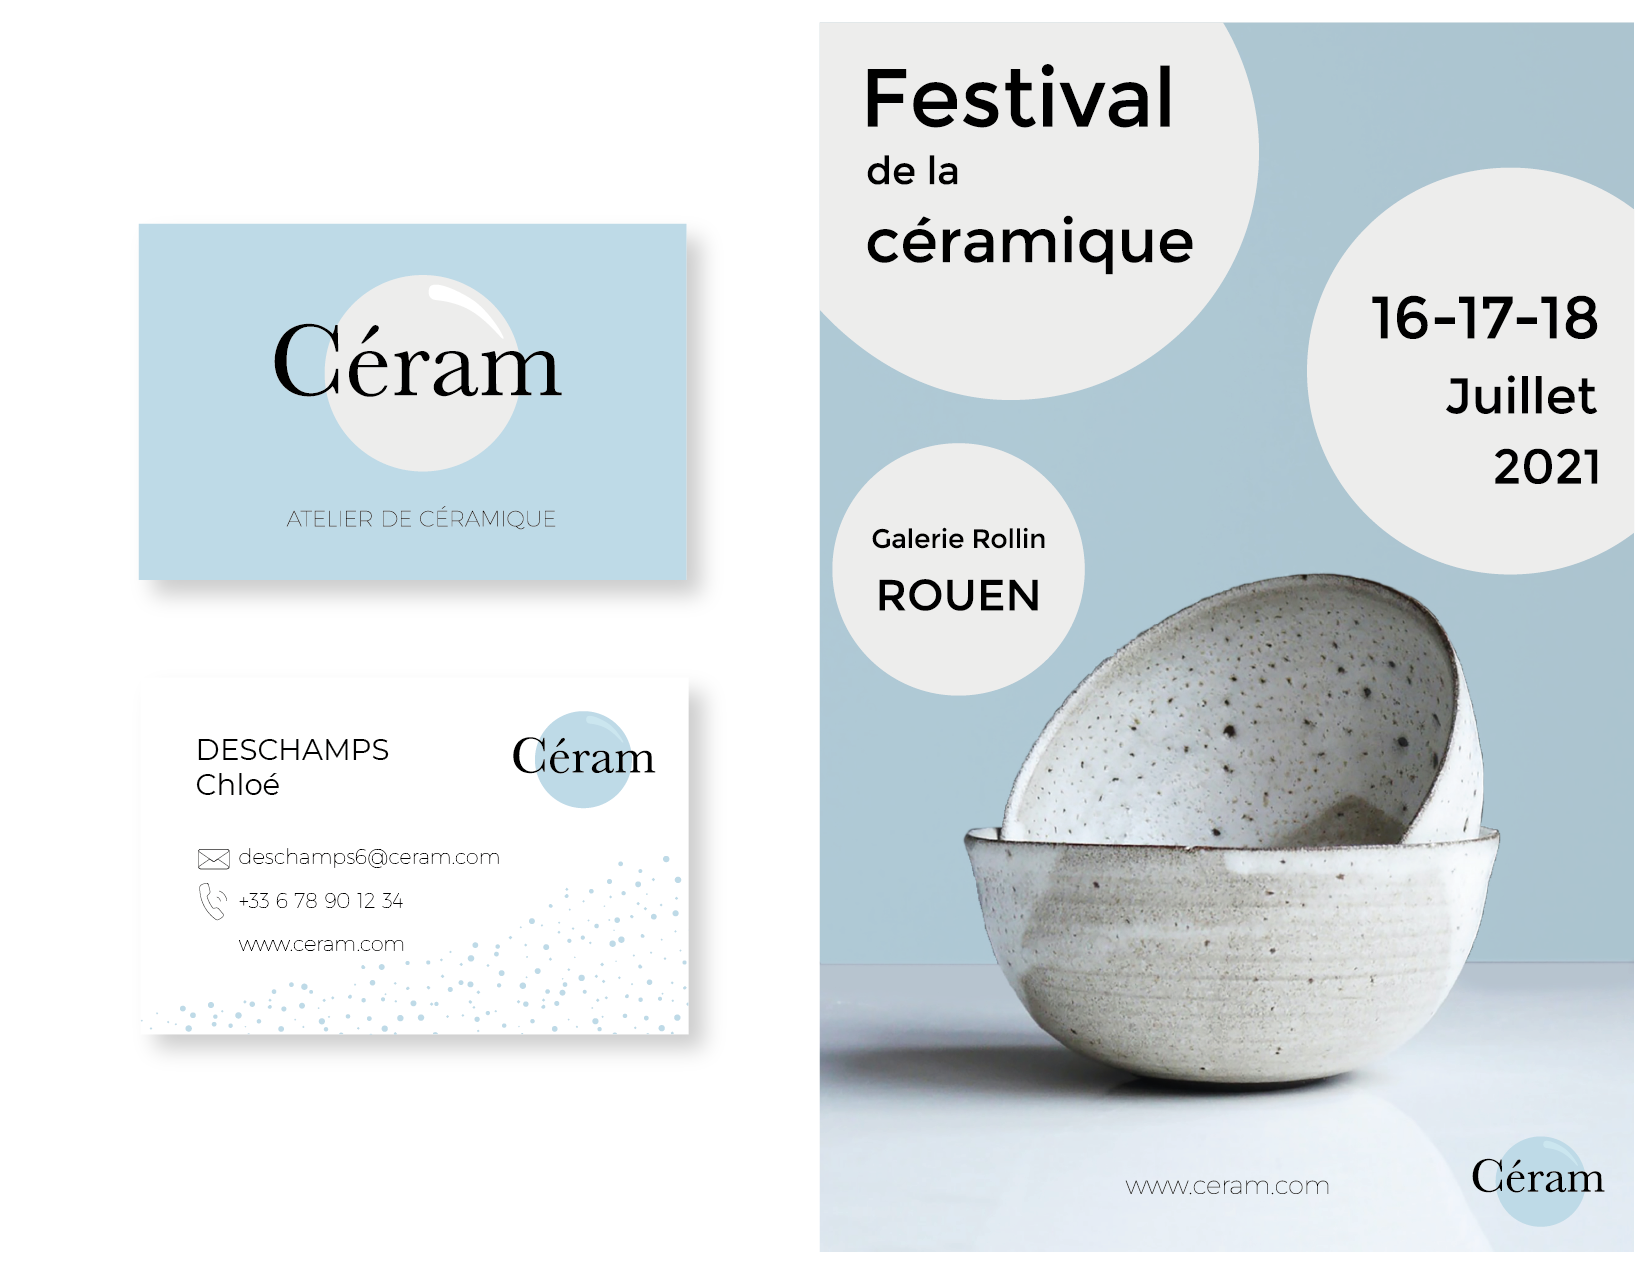 Céram
ATELIER DE CÉRAMIQUE
DESCHAMPS
Chloé
Céram
deschamps6@ceram.com
+33 6 78 90 12 34
www.ceram.com
Festival
de la
céramique
16-17-18
Juillet
2021
Galerie Rollin
ROUEN
www.ceram.com
Céram